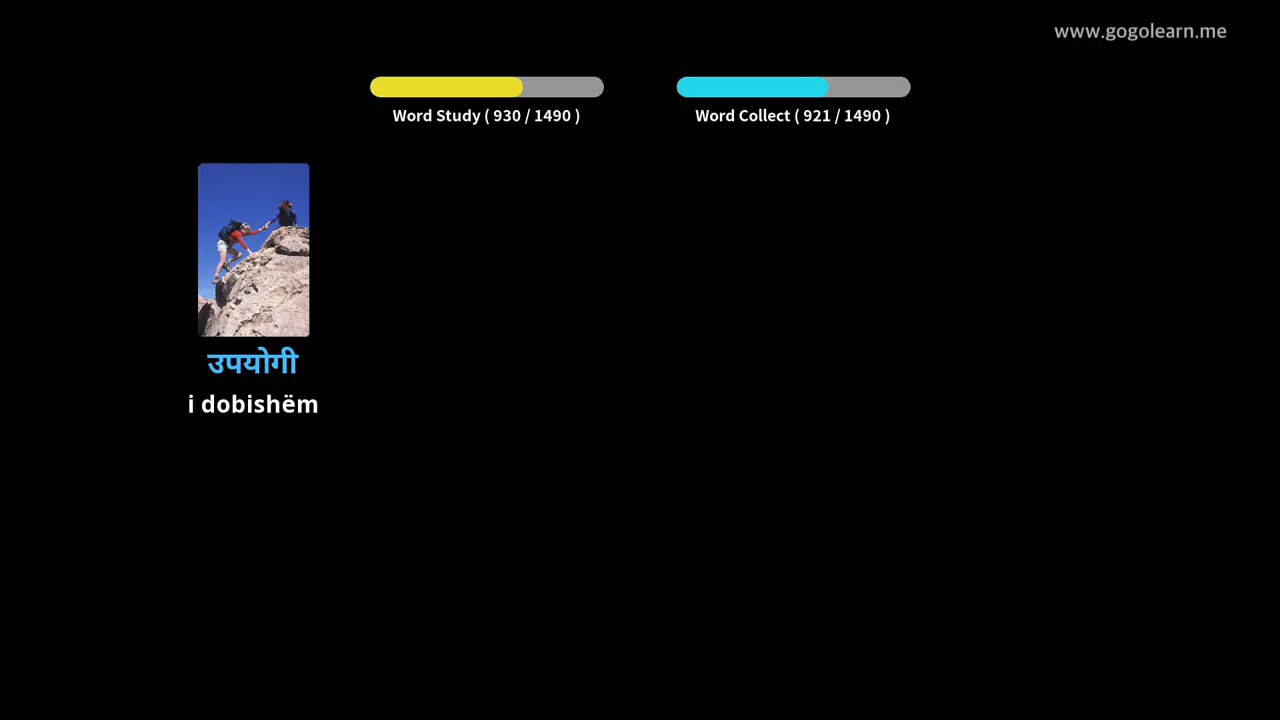 www.gogolearn.me
Word Study ( 930 / 1490 )
Word Collect ( 921 / 1490 )
उपयोगी
i dobishëm